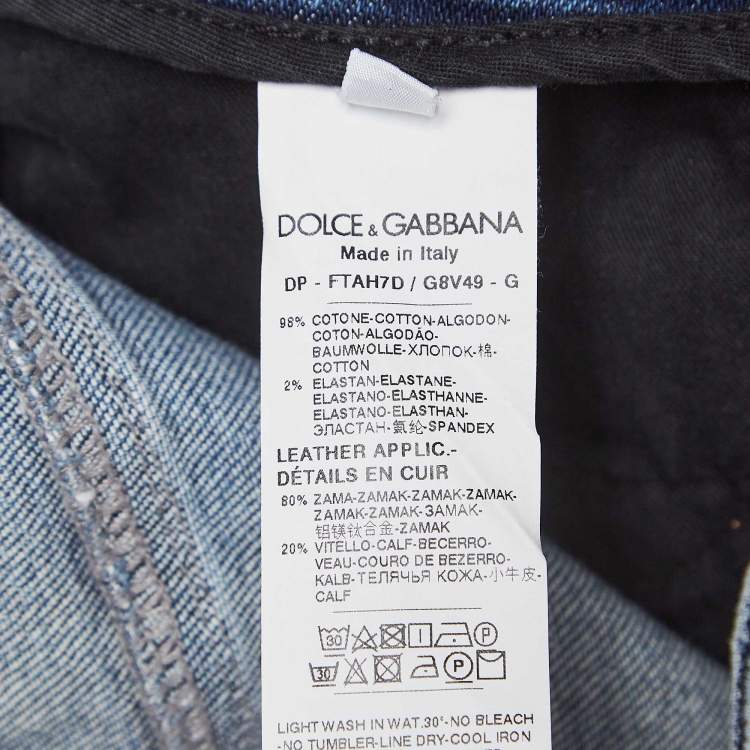 DOLCE & GABBANA
Made in Italy
DP - FTAH7D / G8V49 - G
98% COTONE-COTTON-ALGODON-
COTON-ALGODÃO-
BAUMWOLLE-ХЛОПОК-棉-
COTTON
2% ELASTAN-ELASTANE-
ELASTANO-ELASTHANNE-
ELASTANO-ELASTHAN-
ЭЛАСТАН-氨纶-SPANDEX
LEATHER APPLIC.-
DÉTAILS EN CUIR
80% ZAMA-ZAMAK-ZAMAK-ZAMAK-
ZAMAK-ZAMAK-ЗАМАК-
铝镁钛合金-ZAMAK
20% VITELLO-CALF-BECERRO-
VEAU-COURO DE BEZERRO-
KALB-ТЕЛЯЧЬЯ КОЖА-小牛皮-
CALF
30 P
30 P
LIGHT WASH IN WAT.30°-NO BLEACH
-NO TUMBLER-LINE DRY-COOL IRON